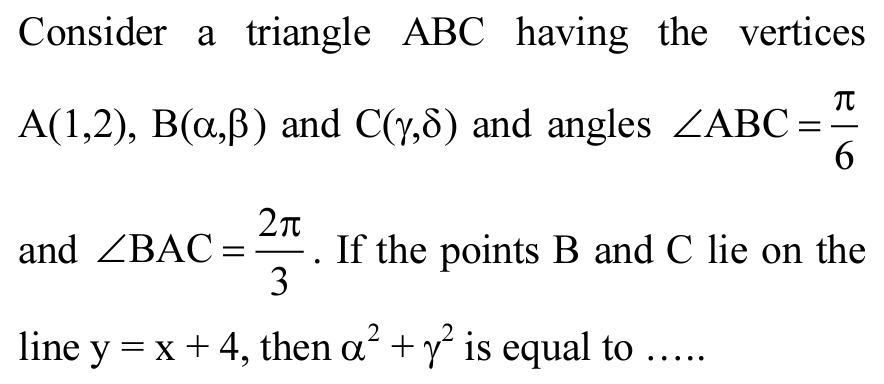 Consider a triangle ABC having the vertices
A(1,2), B(α,β) and C(γ,δ) and angles ∠ABC = π/6
and ∠BAC = 2π/3 . If the points B and C lie on the
line y = x + 4, then α² + γ² is equal to …..